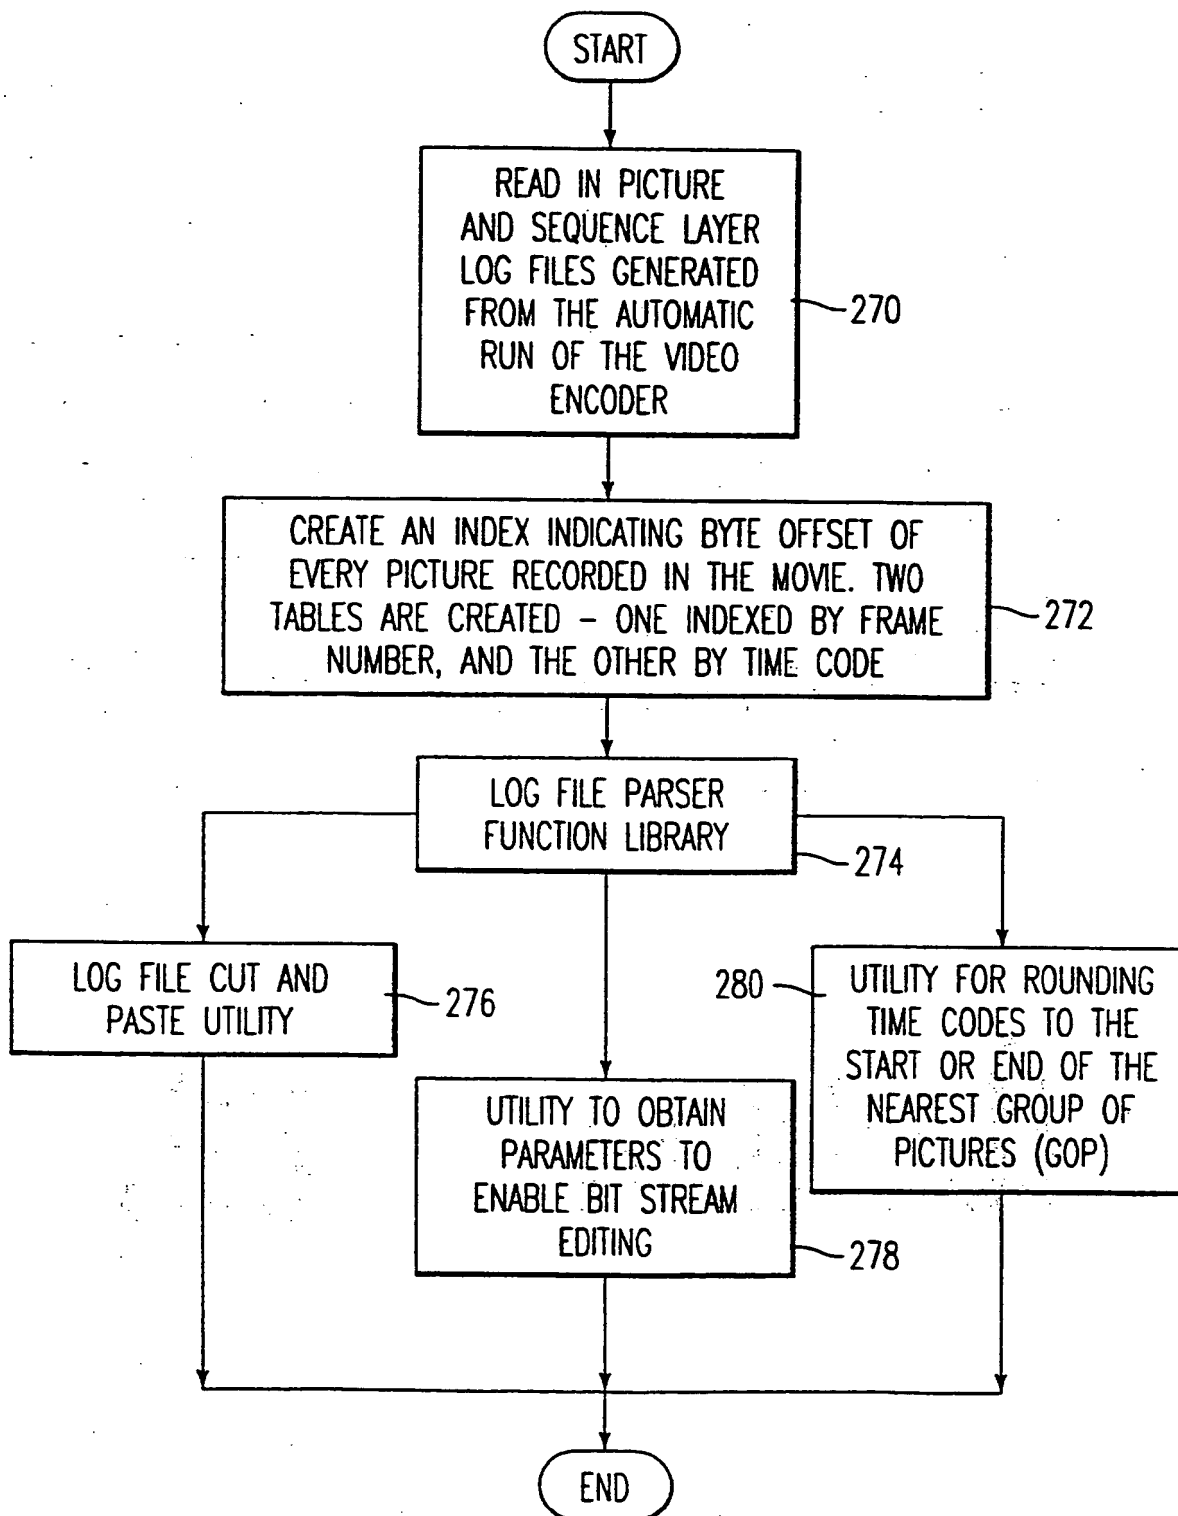 START
READ IN PICTURE
AND SEQUENCE LAYER
LOG FILES GENERATED
FROM THE AUTOMATIC
RUN OF THE VIDEO
ENCODER
270
CREATE AN INDEX INDICATING BYTE OFFSET OF
EVERY PICTURE RECORDED IN THE MOVIE. TWO
TABLES ARE CREATED – ONE INDEXED BY FRAME
NUMBER, AND THE OTHER BY TIME CODE
272
LOG FILE PARSER
FUNCTION LIBRARY
274
LOG FILE CUT AND
PASTE UTILITY
276
UTILITY TO OBTAIN
PARAMETERS TO
ENABLE BIT STREAM
EDITING
278
280
UTILITY FOR ROUNDING
TIME CODES TO THE
START OR END OF THE
NEAREST GROUP OF
PICTURES (GOP)
END